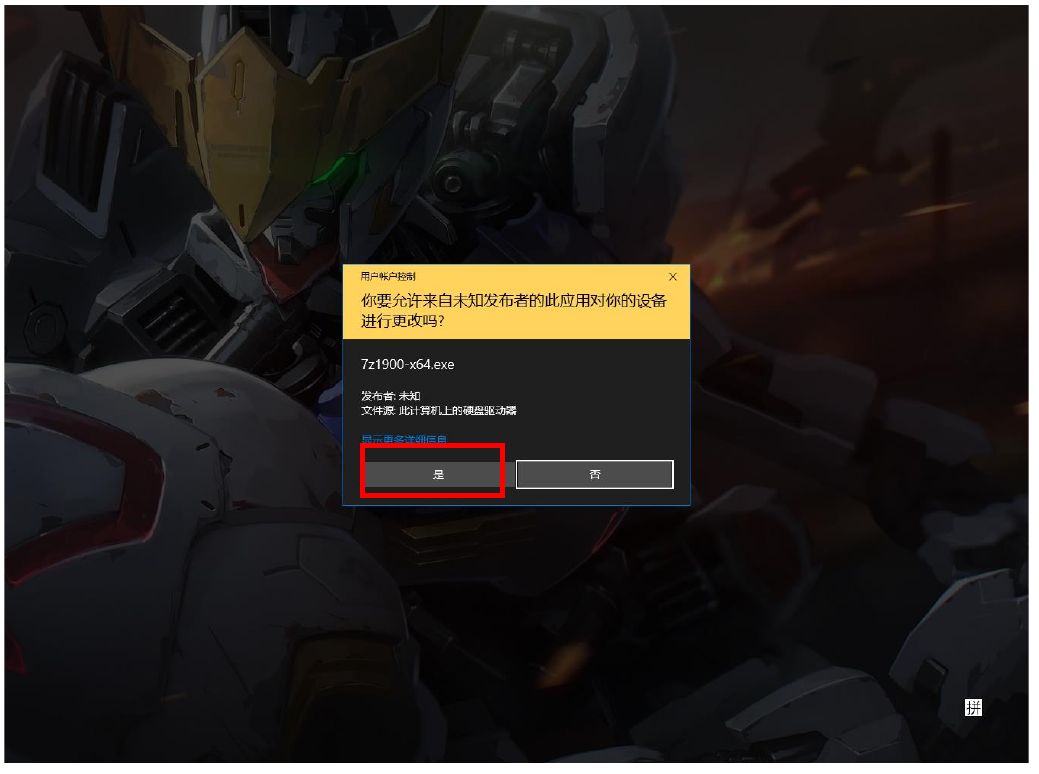 用户帐户控制
你要允许来自未知发布者的此应用对你的设备
进行更改吗?
7z1900-x64.exe
发布者: 未知
文件源: 此计算机上的硬盘驱动器
显示更多详细信息
是
否
拼